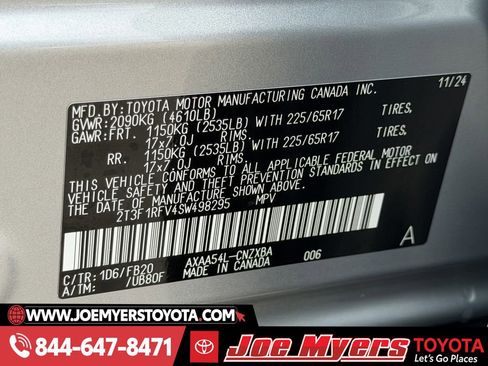 MFD.BY:TOYOTA MOTOR MANUFACTURING CANADA INC. 11/24
GVWR:2090KG (4610LB)
GAWR:FRT. 1150KG (2535LB) WITH 225/65R17 TIRES,
17x7.0J RIMS.
RR. 1150KG (2535LB) WITH 225/65R17 TIRES,
17x7.0J RIMS.
THIS VEHICLE CONFORMS TO ALL APPLICABLE FEDERAL MOTOR
VEHICLE SAFETY AND THEFT PREVENTION STANDARDS IN EFFECT ON
THE DATE OF MANUFACTURE SHOWN ABOVE.
2T3F1RFV4SW498295 MPV
C/TR:1D6/FB20 AXAA54L-CNZXBA A
A/TM: /UB80F MADE IN CANADA 006
WWW.JOEMYERSTOYOTA.COM
844-647-8471
Joe Myers
TOYOTA
Let's Go Places